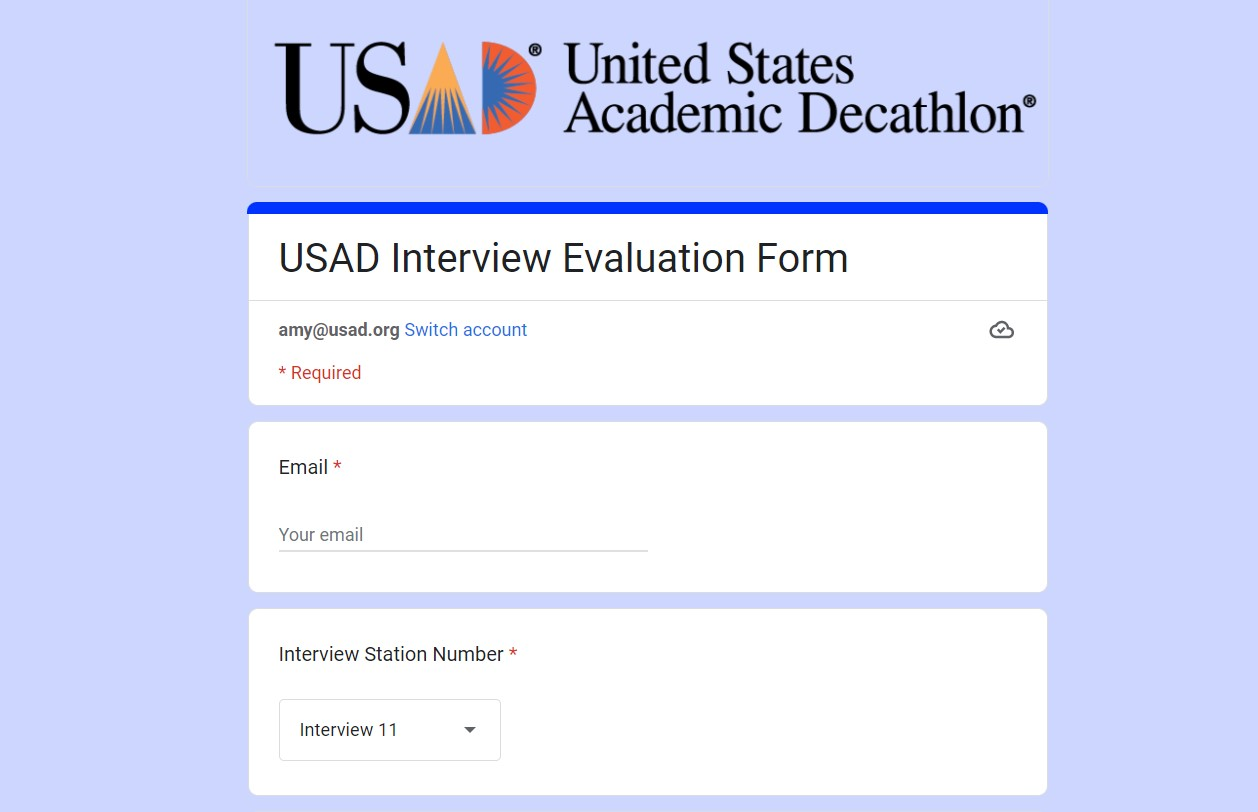 USAD® United States
Academic Decathlon®
USAD Interview Evaluation Form
amy@usad.org Switch account
* Required
Email *
Your email
Interview Station Number *
Interview 11